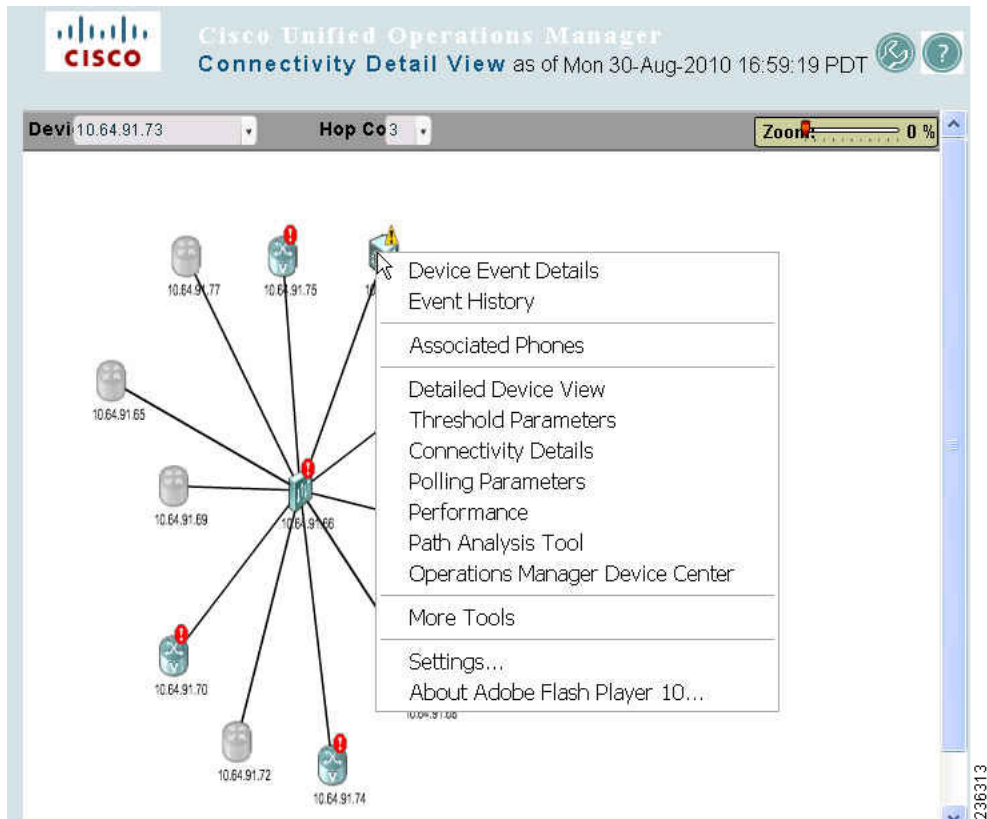 CISCO
Cisco Unified Operations Manager
Connectivity Detail View as of Mon 30-Aug-2010 16:59:19 PDT
?
Devi 10.64.91.73
Hop Co 3
Zoom: 0 %
10.64.91.77
10.64.91.75
Device Event Details
Event History
Associated Phones
Detailed Device View
Threshold Parameters
Connectivity Details
Polling Parameters
Performance
Path Analysis Tool
Operations Manager Device Center
More Tools
Settings...
About Adobe Flash Player 10...
10.64.91.65
10.64.91.69
10.64.91.66
10.64.91.70
10.64.91.68
10.64.91.72
10.64.91.74
236313